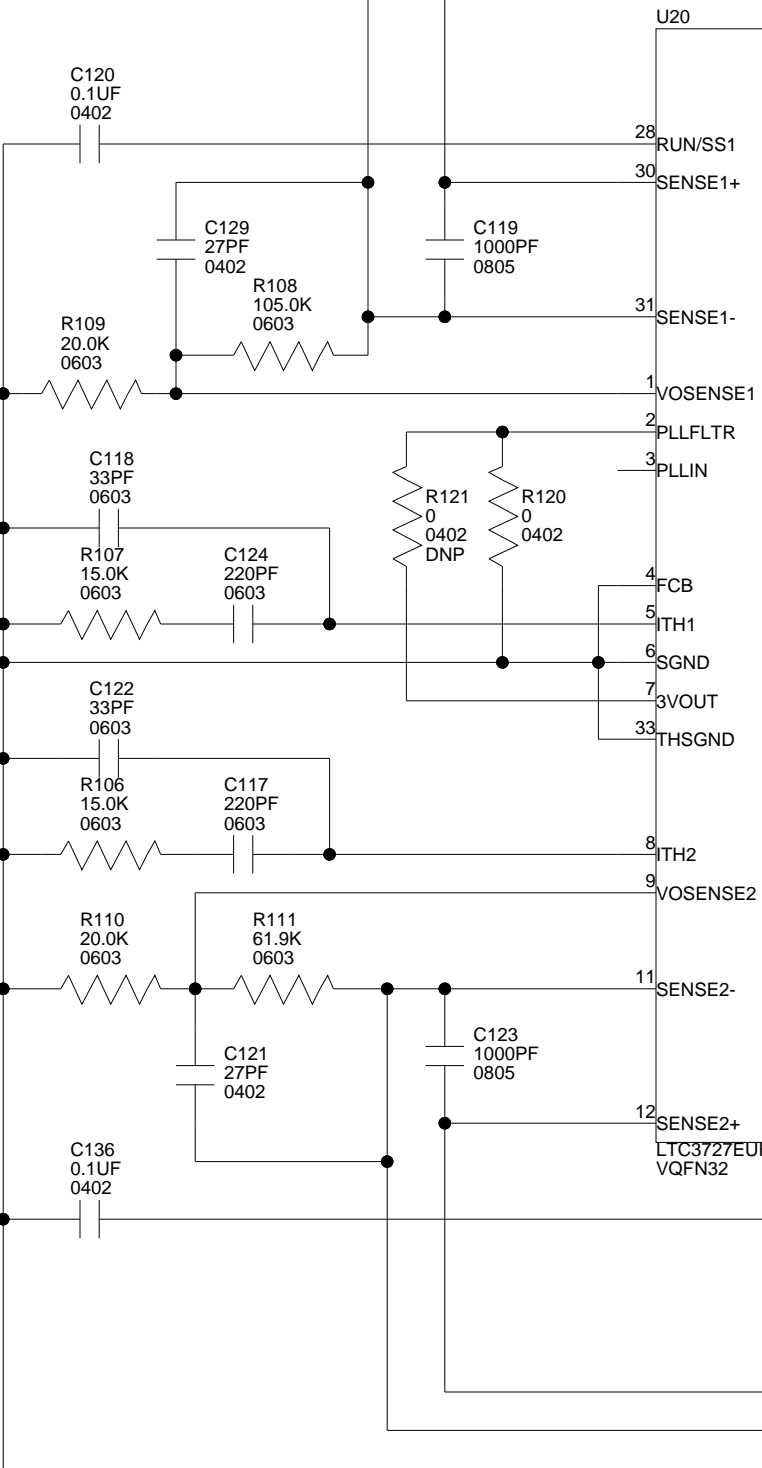 U20
C120
0.1UF
0402
28
RUN/SS1
30
SENSE1+
C129
27PF
0402
C119
1000PF
0805
R108
105.0K
0603
31
SENSE1-
R109
20.0K
0603
1
VOSENSE1
2
PLLFLTR
3
PLLIN
C118
33PF
0603
R121
0
0402
DNP
R120
0
0402
R107
15.0K
0603
C124
220PF
0603
4
FCB
5
ITH1
6
SGND
7
3VOUT
33
THSGND
C122
33PF
0603
R106
15.0K
0603
C117
220PF
0603
8
ITH2
9
VOSENSE2
R110
20.0K
0603
R111
61.9K
0603
11
SENSE2-
C121
27PF
0402
C123
1000PF
0805
12
SENSE2+
LTC3727EU
VQFN32
C136
0.1UF
0402